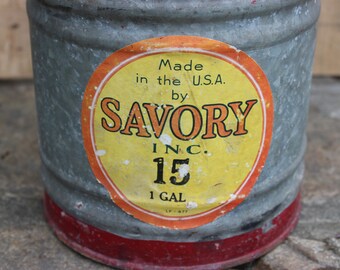 Made
in the U.S.A.
by
SAVORY
INC.
15
1 GAL